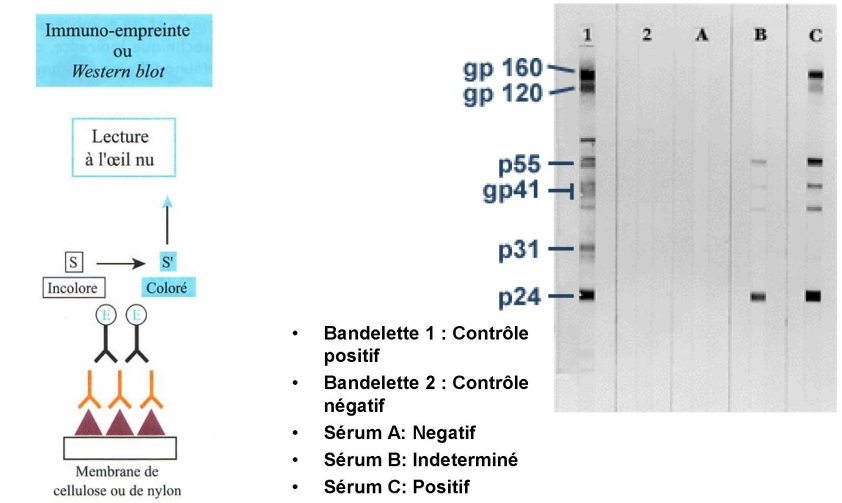 Immuno-empreinte
ou
Western blot
Lecture
à l'œil nu
S
S'
Incolore
Coloré
E
E
Membrane de
cellulose ou de nylon
1
2
A
B
C
gp 160
gp 120
p55
gp41
p31
p24
• Bandelette 1 : Contrôle
positif
• Bandelette 2 : Contrôle
négatif
• Sérum A: Negatif
• Sérum B: Indeterminé
• Sérum C: Positif